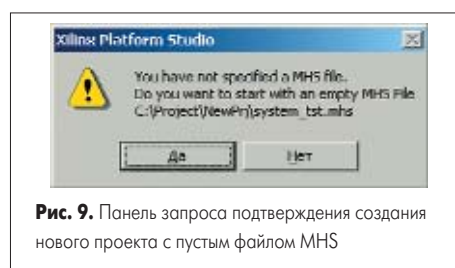 Xilinx Platform Studio
You have not specified a MHS file.
Do you want to start with an empty MHS File
C:\Project\NewPrj\system_tst.mhs
Да
Нет
Рис. 9. Панель запроса подтверждения создания
нового проекта с пустым файлом MHS